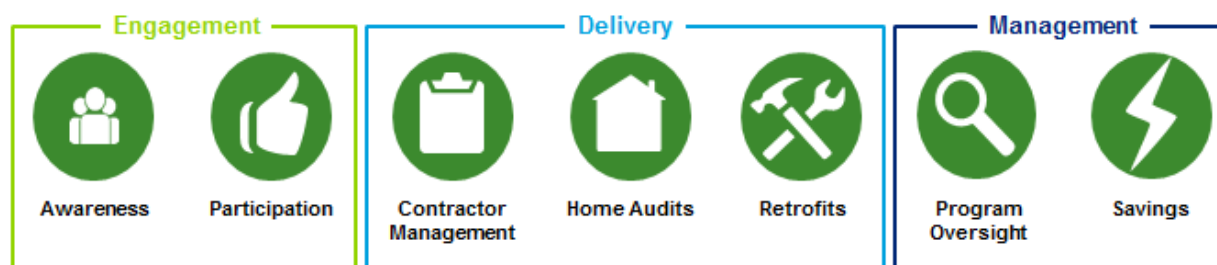 Engagement
Delivery
Management
Awareness
Participation
Contractor
Management
Home Audits
Retrofits
Program
Oversight
Savings